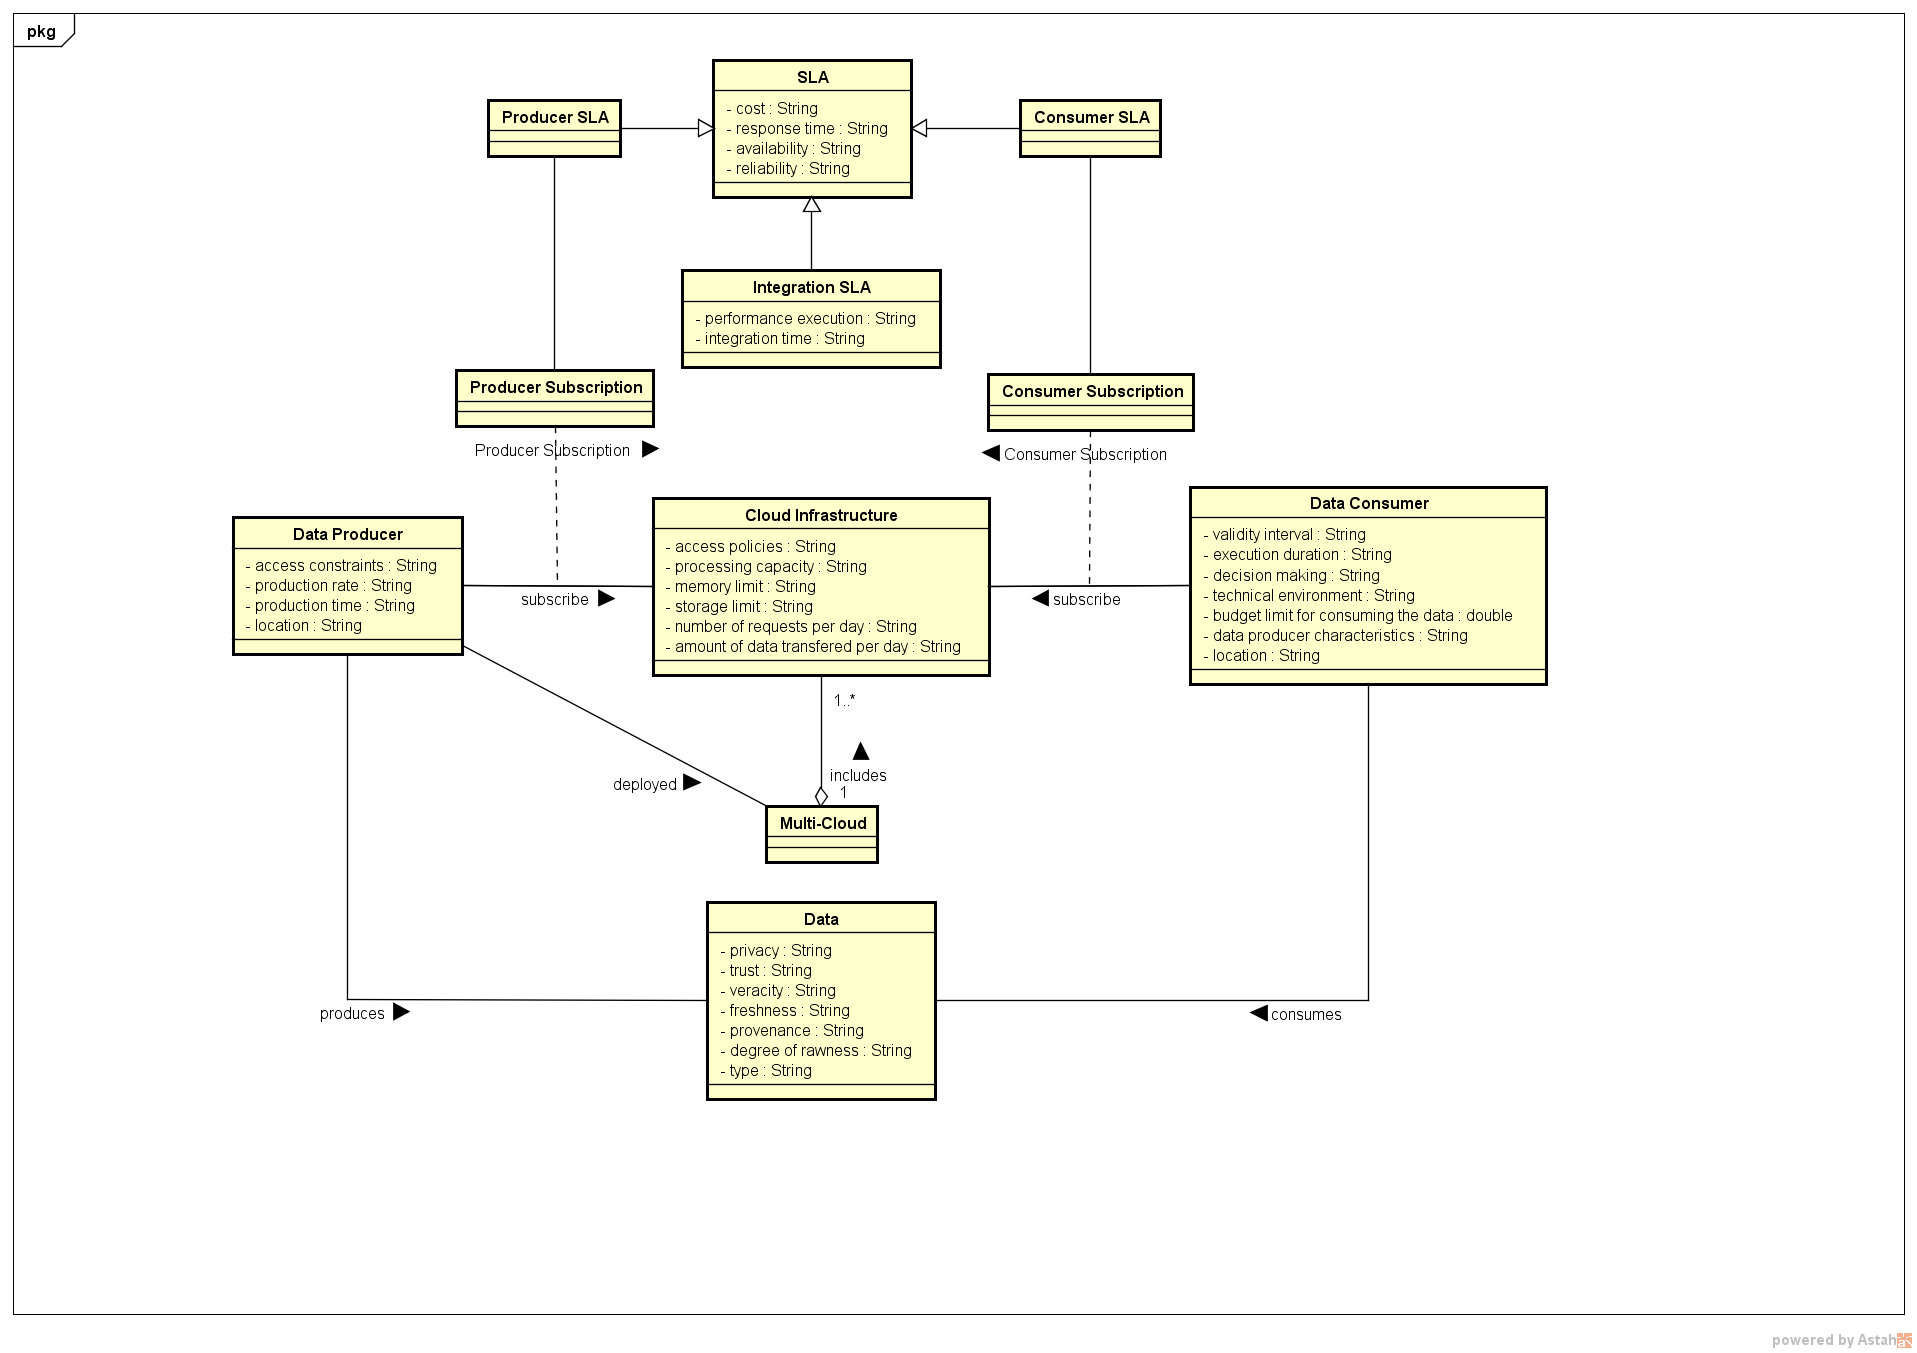 pkg
SLA
- cost : String
- response time : String
- availability : String
- reliability : String
Producer SLA
Consumer SLA
Integration SLA
- performance execution : String
- integration time : String
Producer Subscription
Consumer Subscription
Producer Subscription
Consumer Subscription
Data Producer
- access constraints : String
- production rate : String
- production time : String
- location : String
subscribe
Cloud Infrastructure
- access policies : String
- processing capacity : String
- memory limit : String
- storage limit : String
- number of requests per day : String
- amount of data transfered per day : String
subscribe
Data Consumer
- validity interval : String
- execution duration : String
- decision making : String
- technical environment : String
- budget limit for consuming the data : double
- data producer characteristics : String
- location : String
1..*
includes
1
deployed
Multi-Cloud
Data
- privacy : String
- trust : String
- veracity : String
- freshness : String
- provenance : String
- degree of rawness : String
- type : String
produces
consumes
powered by Astah